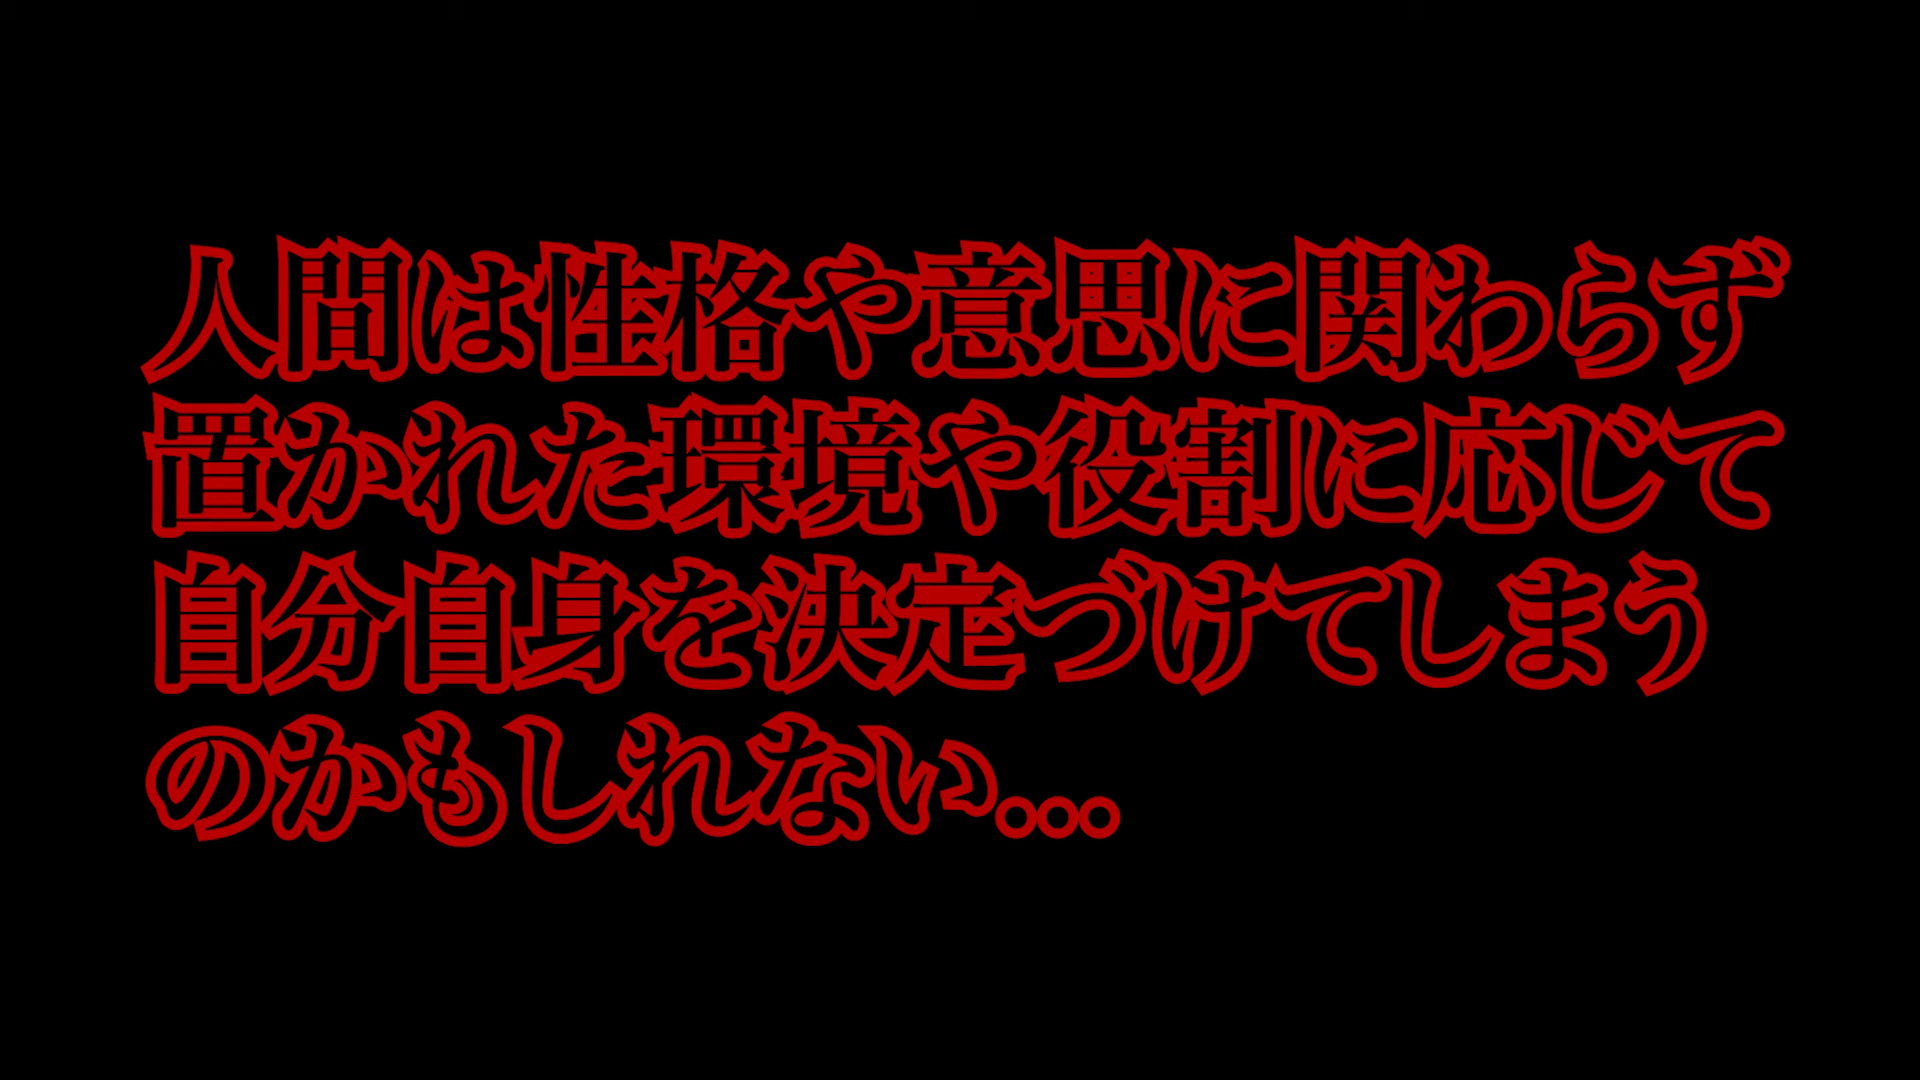 人間は性格や意思に関わらず
置かれた環境や役割に応じて
自分自身を決定づけてしまう
のかもしれない...